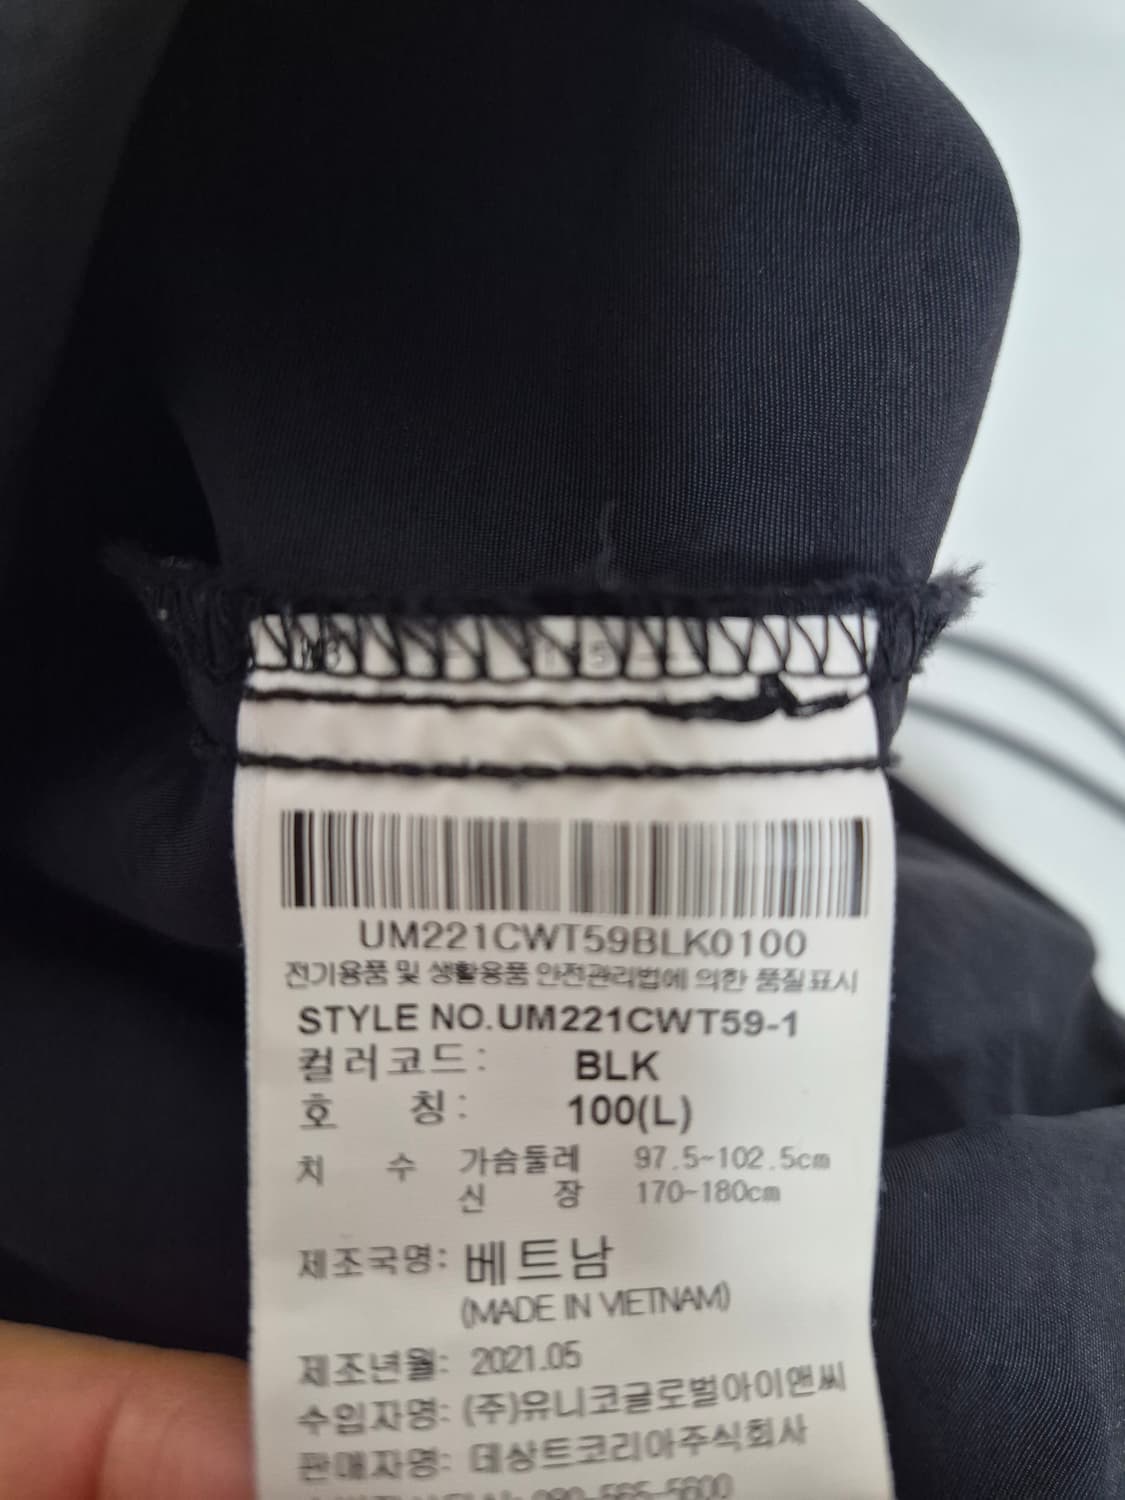 UM221CWT59BLK0100
전기용품 및 생활용품 안전관리법에 의한 품질표시
STYLE NO.UM221CWT59-1
컬러코드: BLK
호 칭: 100(L)
치 수 가슴둘레 97.5~102.5cm
신 장 170~180cm
제조국명: 베트남
(MADE IN VIETNAM)
제조년월: 2021.05
수입자명: (주)유니코글로벌아이앤씨
판매자명: 데상트코리아주식회사
080-565-5600